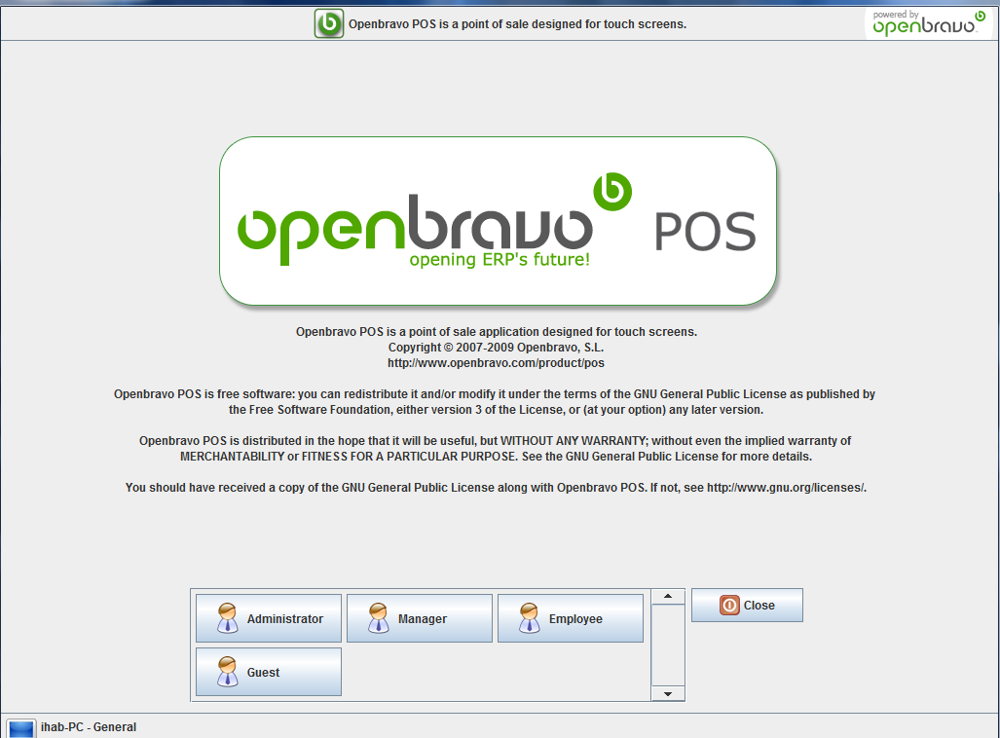 Openbravo POS is a point of sale designed for touch screens.
powered by
openbravo
openbravo POS
opening ERP's future!
Openbravo POS is a point of sale application designed for touch screens.
Copyright © 2007-2009 Openbravo, S.L.
http://www.openbravo.com/product/pos
Openbravo POS is free software: you can redistribute it and/or modify it under the terms of the GNU General Public License as published by
the Free Software Foundation, either version 3 of the License, or (at your option) any later version.
Openbravo POS is distributed in the hope that it will be useful, but WITHOUT ANY WARRANTY; without even the implied warranty of
MERCHANTABILITY or FITNESS FOR A PARTICULAR PURPOSE. See the GNU General Public License for more details.
You should have received a copy of the GNU General Public License along with Openbravo POS. If not, see http://www.gnu.org/licenses/.
Administrator
Manager
Employee
Close
Guest
ihab-PC - General